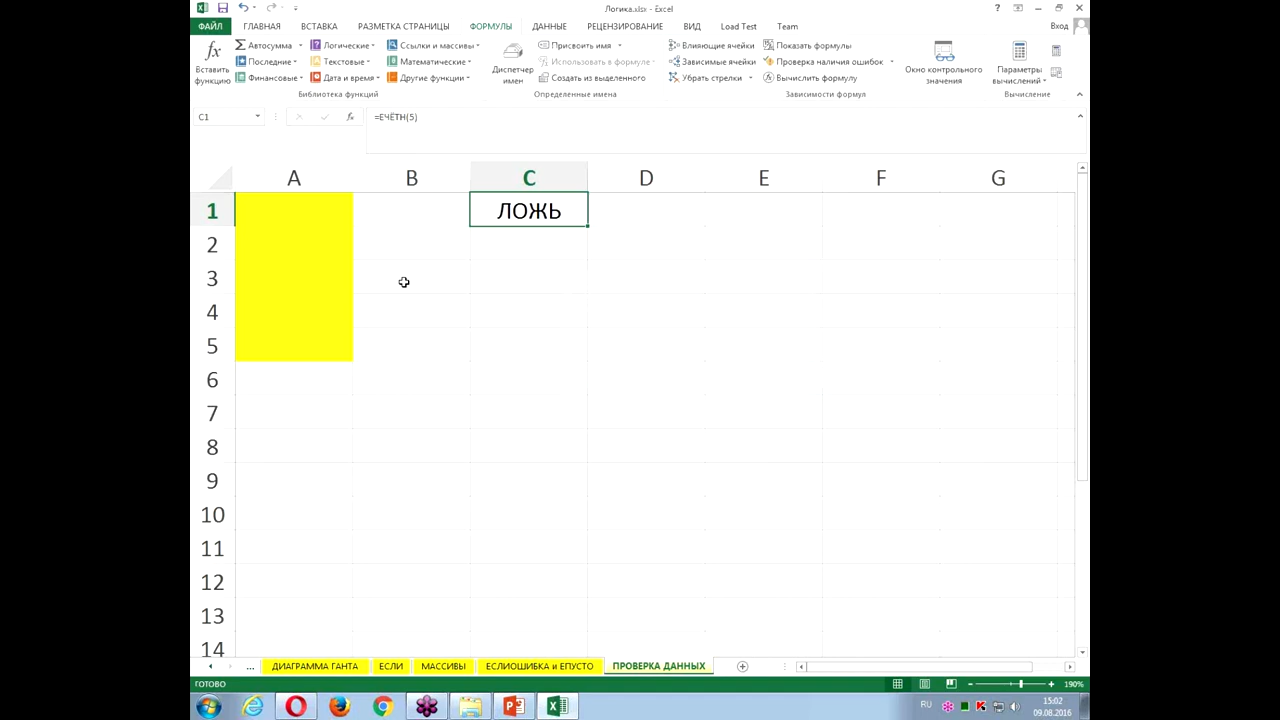 Логика.xlsx - Excel
ФАЙЛ ГЛАВНАЯ ВСТАВКА РАЗМЕТКА СТРАНИЦЫ ФОРМУЛЫ ДАННЫЕ РЕЦЕНЗИРОВАНИЕ ВИД Load Test Team Вход
Вставить функцию
Автосумма
Последние
Финансовые
Логические
Текстовые
Дата и время
Ссылки и массивы
Математические
Другие функции
Библиотека функций
Диспетчер имен
Присвоить имя
Использовать в формуле
Создать из выделенного
Определенные имена
Влияющие ячейки
Зависимые ячейки
Убрать стрелки
Показать формулы
Проверка наличия ошибок
Вычислить формулу
Зависимости формул
Окно контрольного значения
Параметры вычислений
Вычисление
C1 =ЕЧЁТН(5)
A B C D E F G
1 ЛОЖЬ
2
3
4
5
6
7
8
9
10
11
12
13
14
... ДИАГРАММА ГАНТА ЕСЛИ МАССИВЫ ЕСЛИОШИБКА и ЕПУСТО ПРОВЕРКА ДАННЫХ
ГОТОВО 190%
RU 15:02
09.08.2016